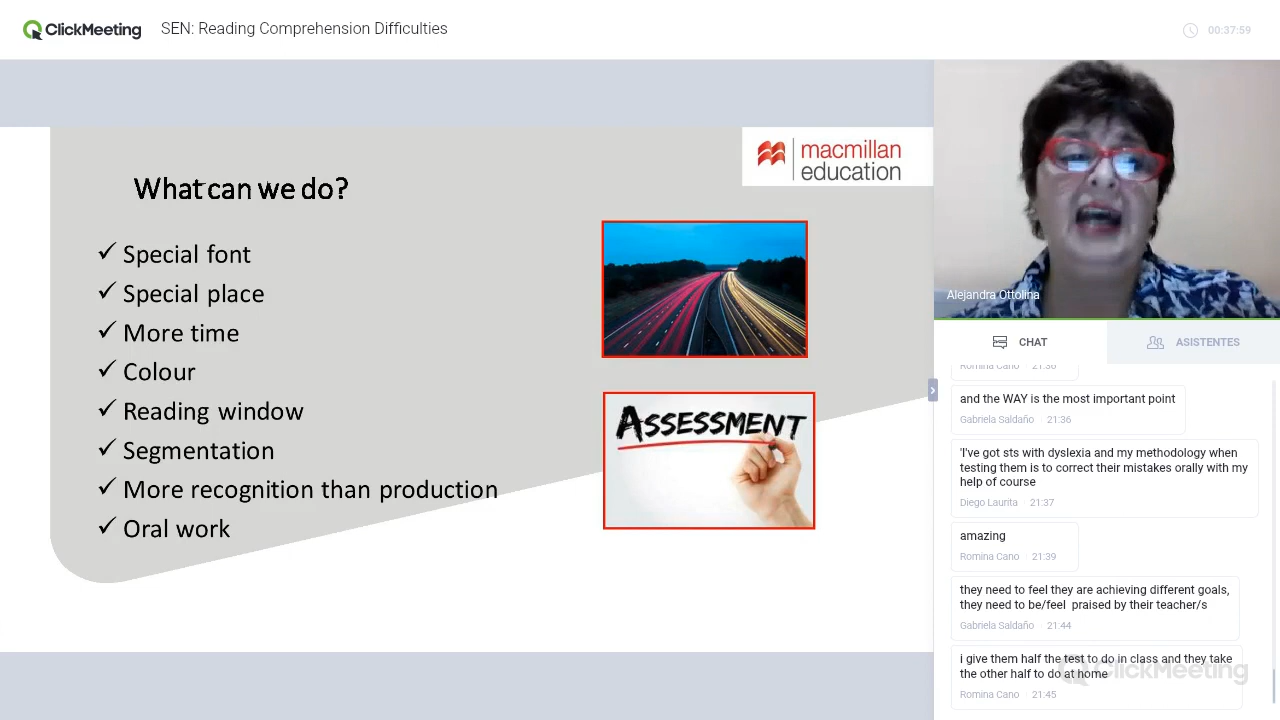 ClickMeeting
SEN: Reading Comprehension Difficulties
00:37:59
macmillan
education
What can we do?
✓ Special font
✓ Special place
✓ More time
✓ Colour
✓ Reading window
✓ Segmentation
✓ More recognition than production
✓ Oral work
ASSESSMENT
Alejandra Ottolina
CHAT
ASISTENTES
Romina Cano 21:36
and the WAY is the most important point
Gabriela Saldaño 21:36
'I've got sts with dyslexia and my methodology when
testing them is to correct their mistakes orally with my
help of course
Diego Laurita 21:37
amazing
Romina Cano 21:39
they need to feel they are achieving different goals,
they need to be/feel praised by their teacher/s
Gabriela Saldaño 21:44
i give them half the test to do in class and they take
the other half to do at home
Romina Cano 21:45
ClickMeeting